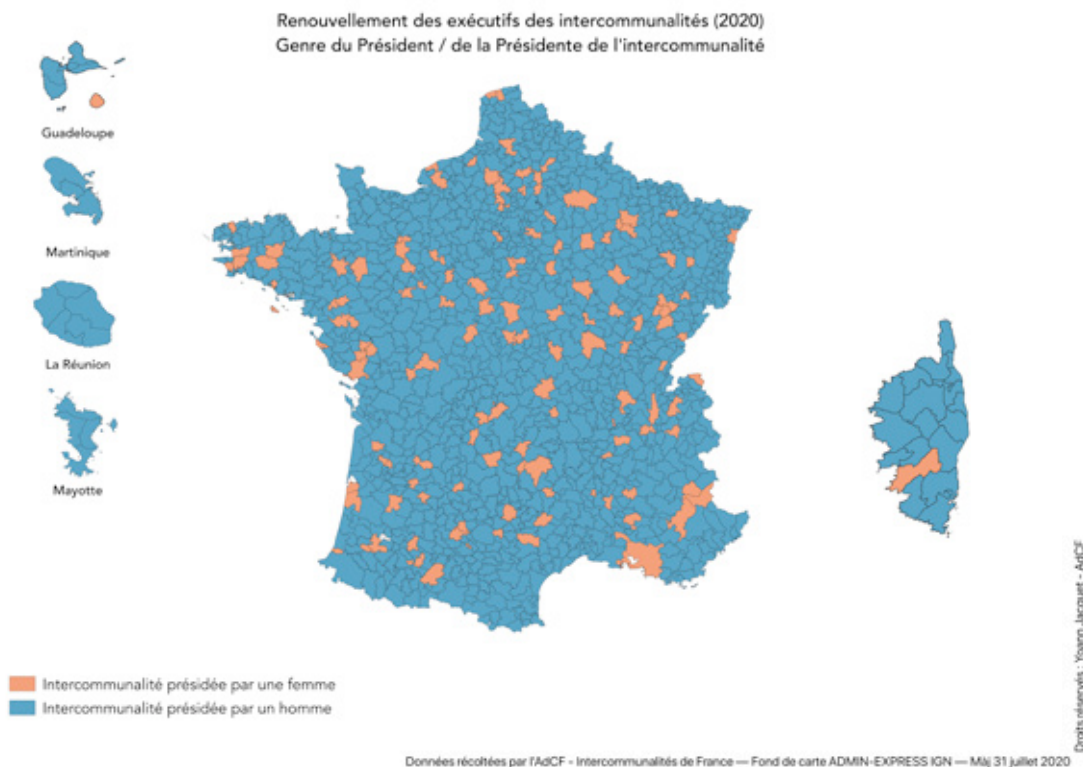 Renouvellement des exécutifs des intercommunalités (2020)
Genre du Président / de la Présidente de l'intercommunalité
Guadeloupe
Martinique
La Réunion
Mayotte
Intercommunalité présidée par une femme
Intercommunalité présidée par un homme
Droits réservés : Yoann Jacquet - AdCF
Données récoltées par l'AdCF - Intercommunalités de France — Fond de carte ADMIN-EXPRESS IGN — Màj 31 juillet 2020